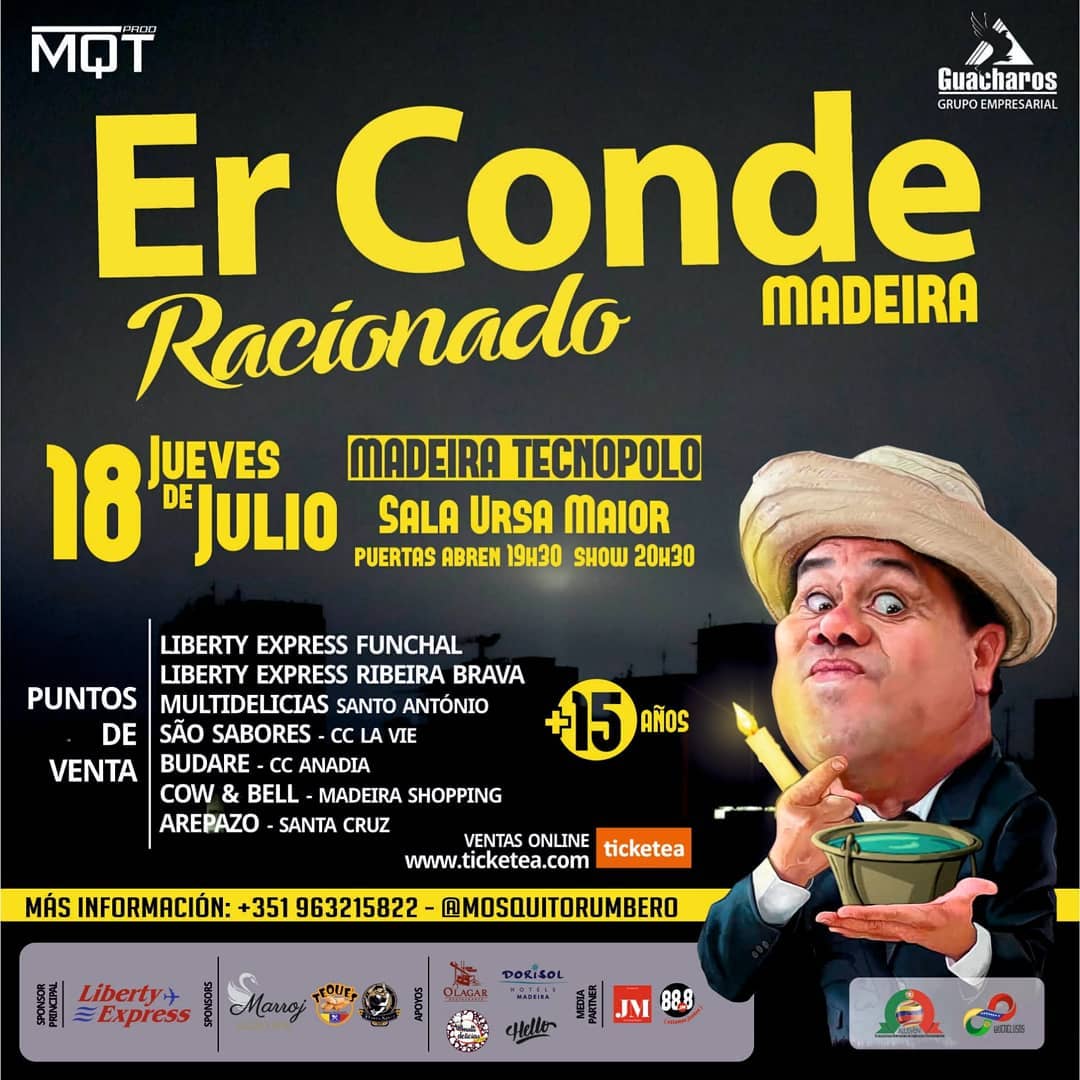 MQT PROD
Guácharos
GRUPO EMPRESARIAL
Er Conde
MADEIRA
Racionado
18 JUEVES DE JULIO
MADEIRA TECNOPOLO
SALA URSA MAIOR
PUERTAS ABREN 19H30 SHOW 20H30
PUNTOS DE VENTA
LIBERTY EXPRESS FUNCHAL
LIBERTY EXPRESS RIBEIRA BRAVA
MULTIDELICIAS SANTO ANTÓNIO
SÃO SABORES - CC LA VIE
BUDARE - CC ANADIA
COW & BELL - MADEIRA SHOPPING
AREPAZO - SANTA CRUZ
+15 AÑOS
VENTAS ONLINE
www.ticketea.com
ticketea
MÁS INFORMACIÓN: +351 963215822 - @MOSQUITORUMBERO
SPONSOR PRINCIPAL
Liberty Express
SPONSORS
Marroj
TEQUES
APOYOS
OLAGAR
DORISOL
HOTELS
MADEIRA
Hello
MEDIA PARTNER
JM
88.8